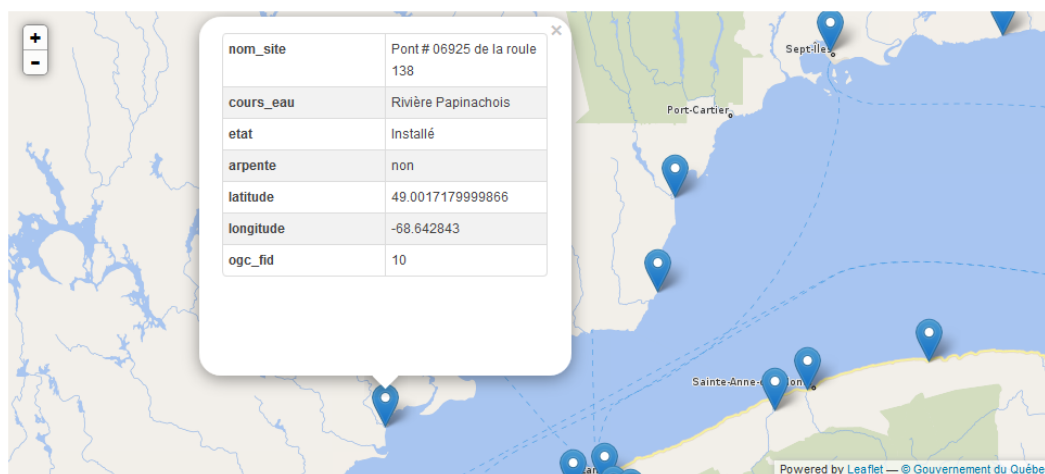 +
-
×
nom_site Pont # 06925 de la roule
138
cours_eau Rivière Papinachois
etat Installé
arpente non
latitude 49.0017179999866
longitude -68.642843
ogc_fid 10
Sept-Îles
Port-Cartier
Sainte-Anne-
Powered by Leaflet — © Gouvernement du Québe